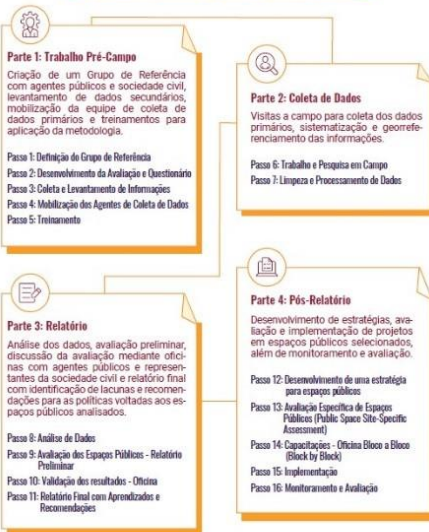 Parte 1: Trabalho Pré-Campo
Criação de um Grupo de Referência
com agentes públicos e sociedade civil,
levantamento de dados secundários,
mobilização da equipe de coleta de
dados primários e treinamentos para
aplicação da metodologia.
Passo 1: Definição do Grupo de Referência
Passo 2: Desenvolvimento da Avaliação e Questionário
Passo 3: Coleta e Levantamento de Informações
Passo 4: Mobilização dos Agentes de Coleta de Dados
Passo 5: Treinamento
Parte 2: Coleta de Dados
Visitas a campo para coleta dos dados
primários, sistematização e georrefe-
renciamento das informações.
Passo 6: Trabalho e Pesquisa em Campo
Passo 7: Limpeza e Processamento de Dados
Parte 3: Relatório
Análise dos dados, avaliação preliminar,
discussão da avaliação mediante ofici-
nas com agentes públicos e represen-
tantes da sociedade civil e relatório final
com identificação de lacunas e recomen-
dações para as políticas voltadas aos es-
paços públicos analisados.
Passo 8: Análise de Dados
Passo 9: Avaliação dos Espaços Públicos - Relatório
Preliminar
Passo 10: Validação dos resultados - Oficina
Passo 11: Relatório Final com Aprendizados e
Recomendações
Parte 4: Pós-Relatório
Desenvolvimento de estratégias, ava-
liação e implementação de projetos
em espaços públicos selecionados,
além de monitoramento e avaliação.
Passo 12: Desenvolvimento de uma estratégia
para espaços públicos
Passo 13: Avaliação Específica de Espaços
Públicos (Public Space Site-Specific
Assessment)
Passo 14: Capacitações - Oficina Bloco a Bloco
(Block by Block)
Passo 15: Implementação
Passo 16: Monitoramento e Avaliação